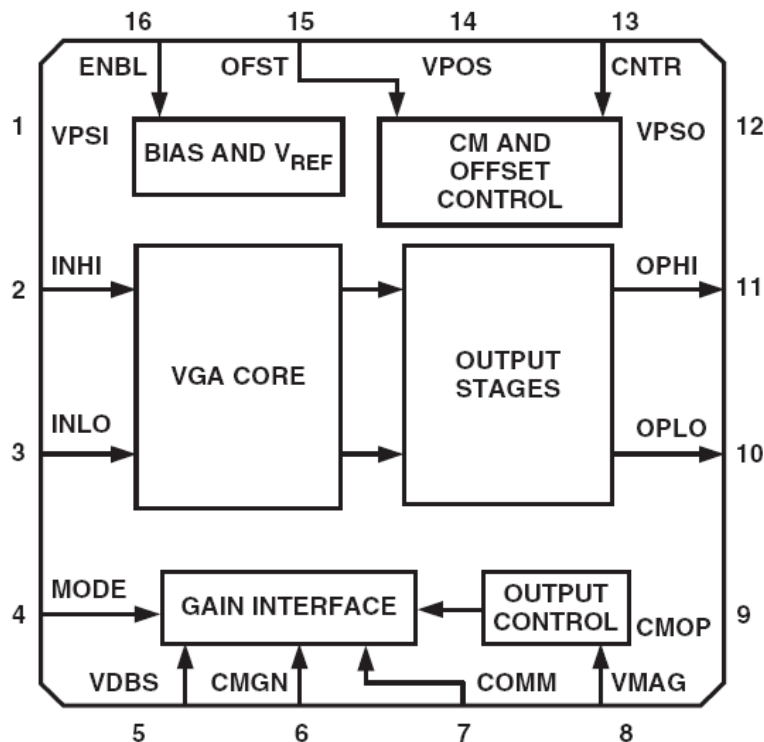 16 15 14 13
ENBL OFST VPOS CNTR
1 VPSI BIAS AND VREF CM AND OFFSET CONTROL VPSO 12
2 INHI OPHI 11
VGA CORE OUTPUT STAGES
3 INLO OPLO 10
4 MODE GAIN INTERFACE OUTPUT CONTROL CMOP 9
VDBS CMGN COMM VMAG
5 6 7 8